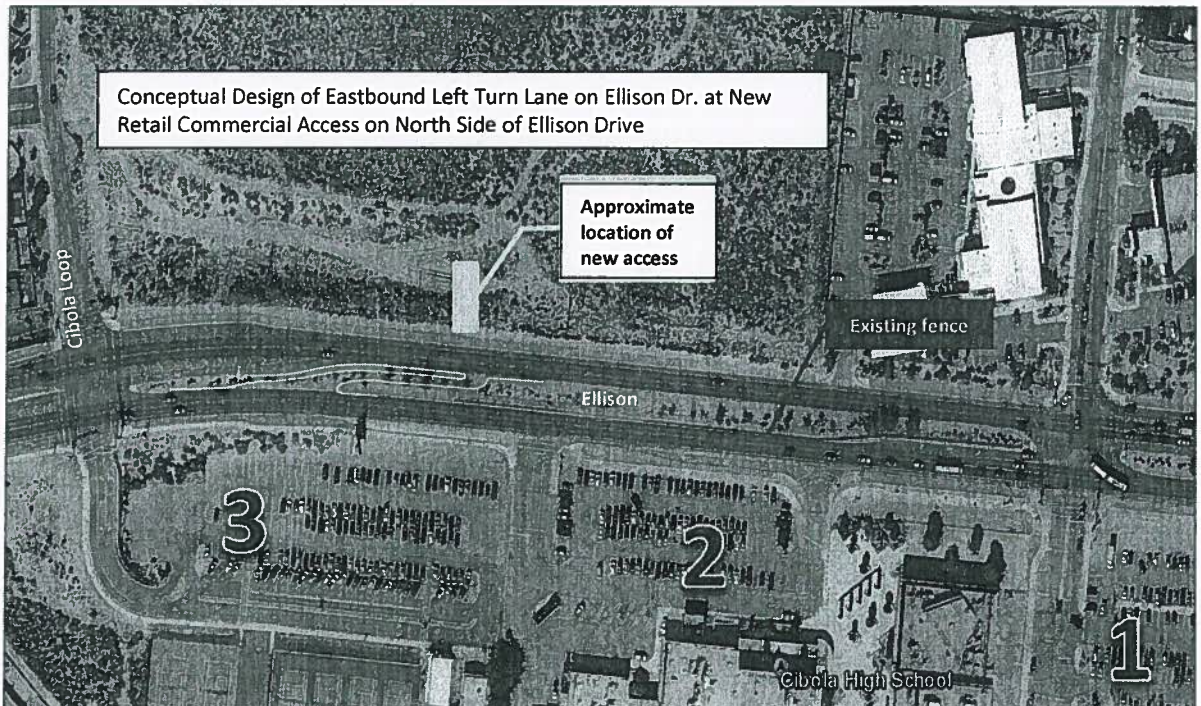 Conceptual Design of Eastbound Left Turn Lane on Ellison Dr. at New
Retail Commercial Access on North Side of Ellison Drive
Approximate
location of
new access
Cibola Loop
Existing fence
Ellison
3
2
1
Cibola High School